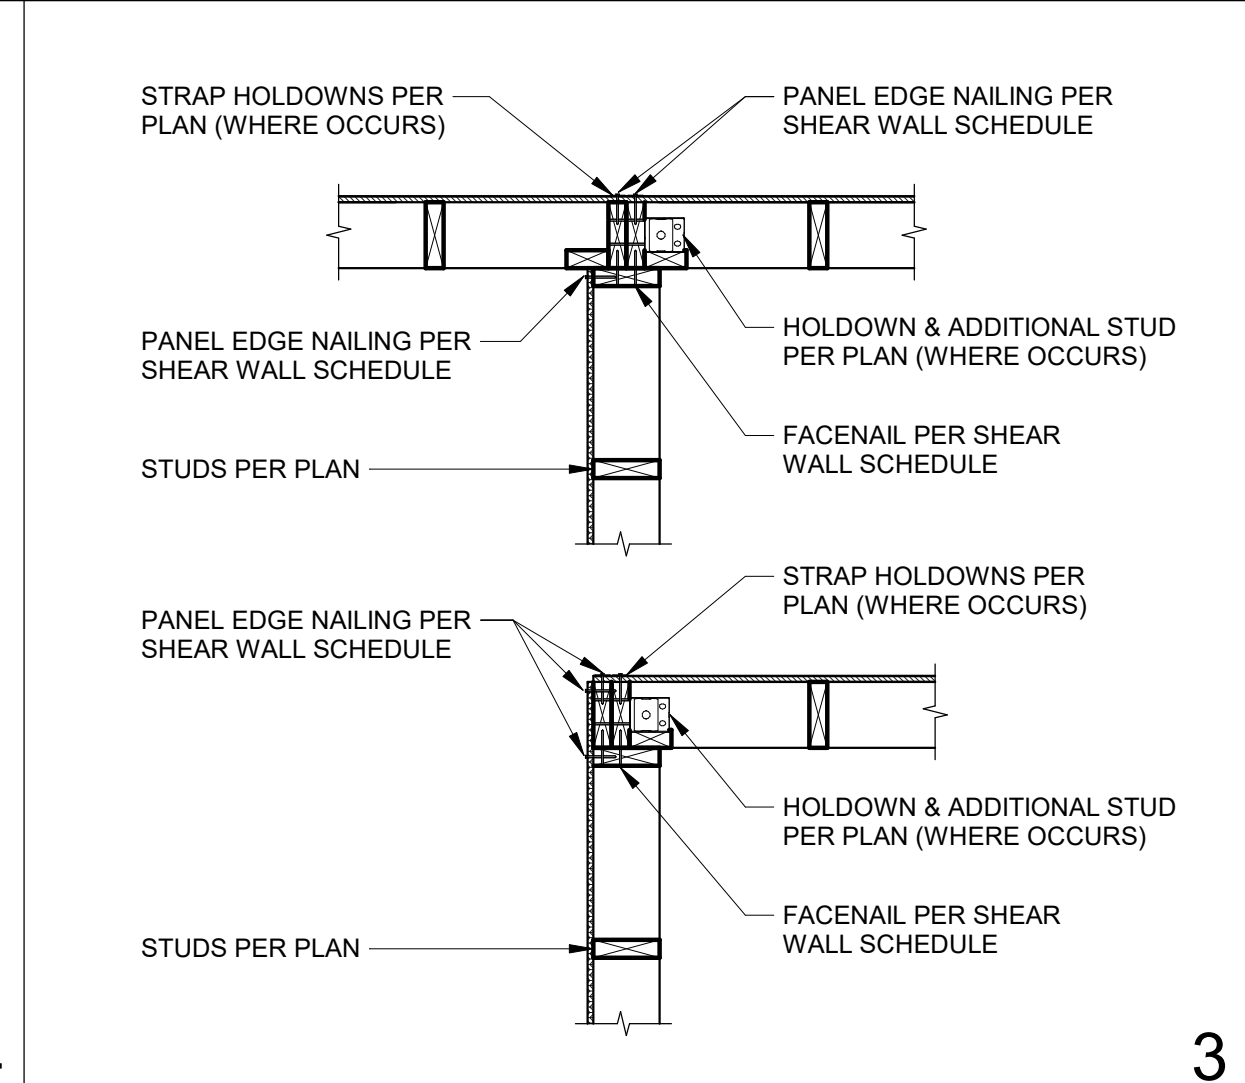 STRAP HOLDOWNS PER
PLAN (WHERE OCCURS)
PANEL EDGE NAILING PER
SHEAR WALL SCHEDULE
PANEL EDGE NAILING PER
SHEAR WALL SCHEDULE
HOLDOWN & ADDITIONAL STUD
PER PLAN (WHERE OCCURS)
FACENAIL PER SHEAR
WALL SCHEDULE
STUDS PER PLAN
STRAP HOLDOWNS PER
PLAN (WHERE OCCURS)
PANEL EDGE NAILING PER
SHEAR WALL SCHEDULE
HOLDOWN & ADDITIONAL STUD
PER PLAN (WHERE OCCURS)
FACENAIL PER SHEAR
WALL SCHEDULE
STUDS PER PLAN
3